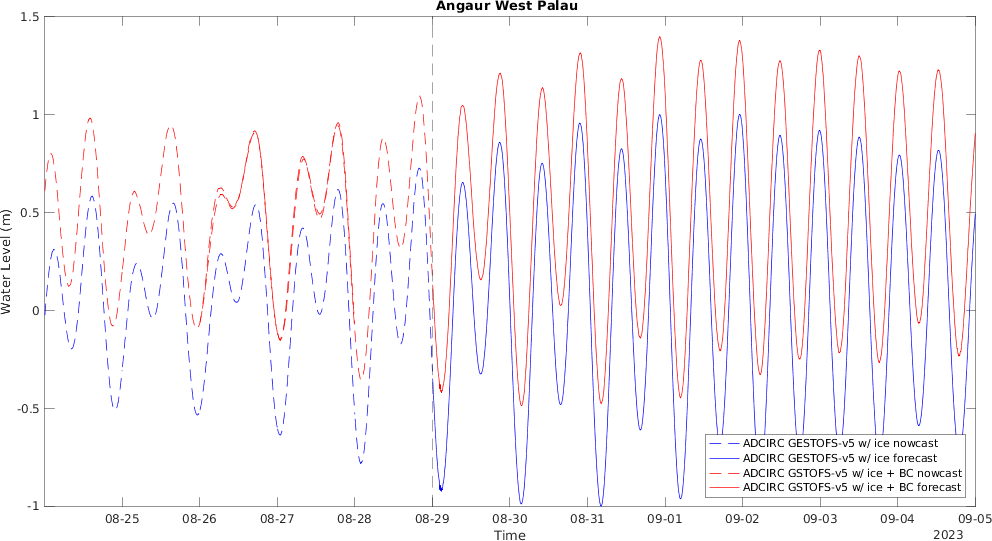 Angaur West Palau
Water Level (m)
1.5
1
0.5
0
-0.5
-1
08-25 08-26 08-27 08-28 08-29 08-30 08-31 09-01 09-02 09-03 09-04 09-05
Time
2023
ADCIRC GESTOFS-v5 w/ ice nowcast
ADCIRC GESTOFS-v5 w/ ice forecast
ADCIRC GSTOFS-v5 w/ ice + BC nowcast
ADCIRC GSTOFS-v5 w/ ice + BC forecast